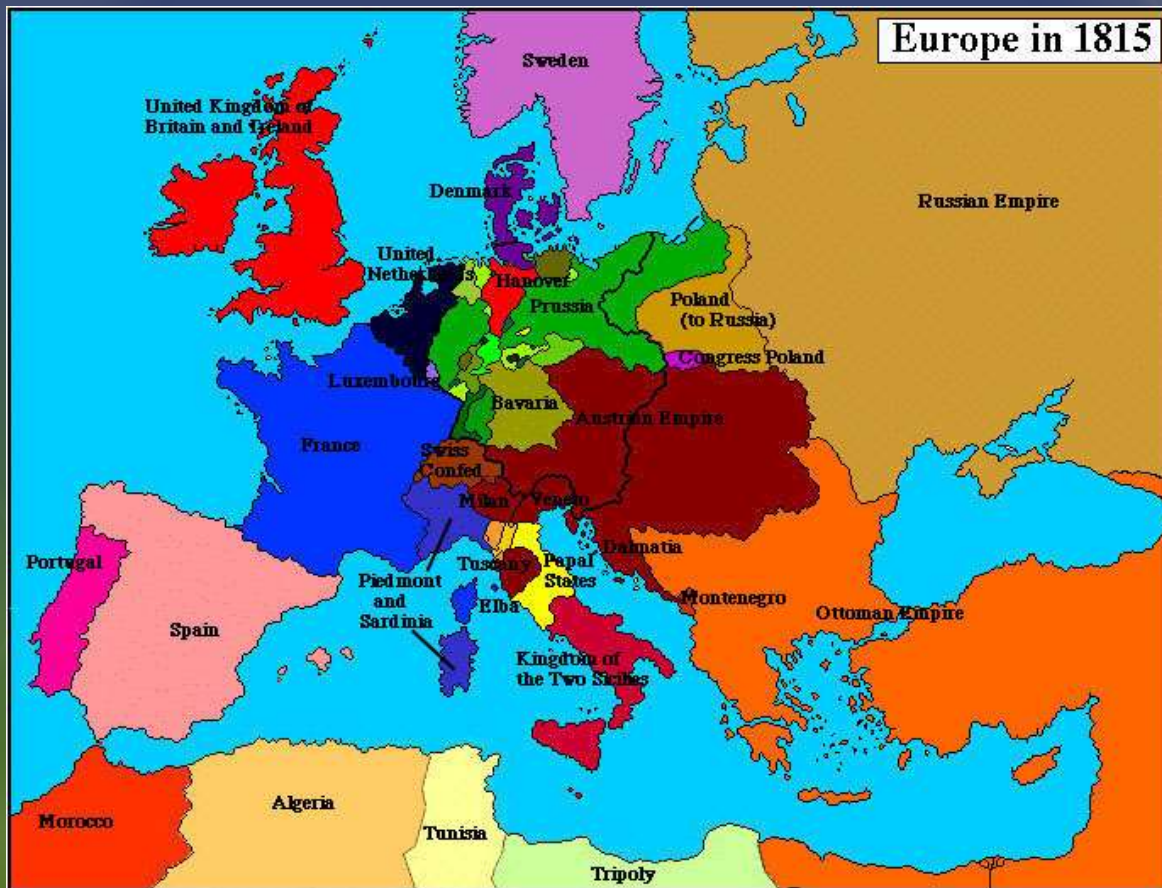 Europe in 1815
Sweden
United Kingdom of
Britain and Ireland
Denmark
Russian Empire
United
Netherlands
Hanover
Prussia
Poland
(to Russia)
Congress Poland
Luxembourg
Bavaria
Austrian Empire
France
Swiss
Confed
Milan
Veneto
Portugal
Dalmatia
Tuscany
Papal
States
Piedmont
and
Sardinia
Elba
Montenegro
Ottoman Empire
Spain
Kingdom of
the Two Sicilies
Algeria
Morocco
Tunisia
Tripoly